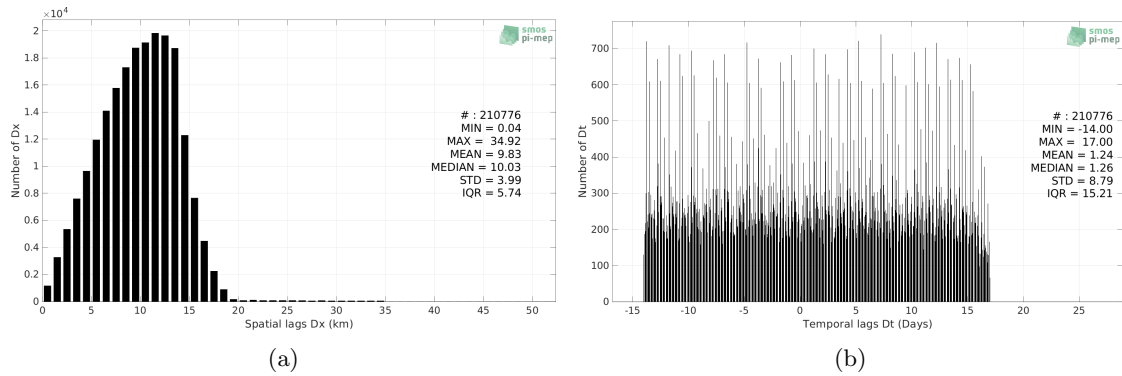 ×10⁴
2
1.8
1.6
1.4
1.2
1
0.8
0.6
0.4
0.2
0
Number of Dx
smos
pi-mep
# : 210776
MIN = 0.04
MAX = 34.92
MEAN = 9.83
MEDIAN = 10.03
STD = 3.99
IQR = 5.74
0 5 10 15 20 25 30 35 40 45 50
Spatial lags Dx (km)
(a)
700
600
500
400
300
200
100
0
Number of Dt
smos
pi-mep
# : 210776
MIN = -14.00
MAX = 17.00
MEAN = 1.24
MEDIAN = 1.26
STD = 8.79
IQR = 15.21
-15 -10 -5 0 5 10 15 20 25
Temporal lags Dt (Days)
(b)